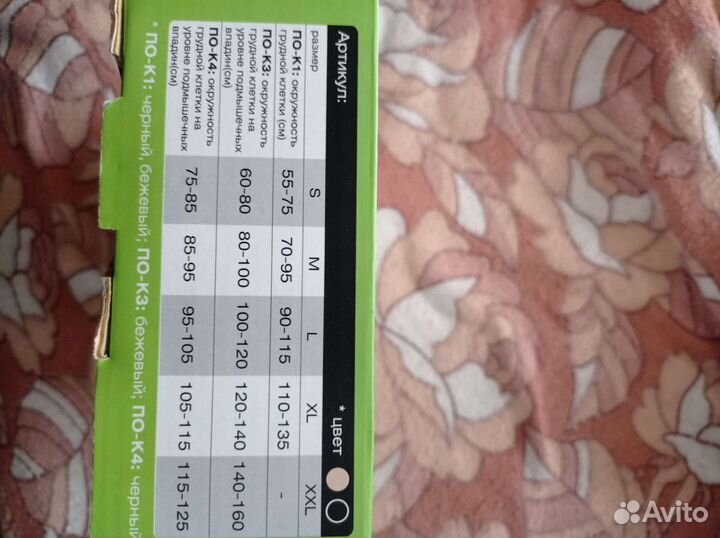 Артикул: * цвет
размер S M L XL XXL
ПО-К1: окружность
грудной клетки (см) 55-75 70-95 90-115 110-135 -
ПО-К3: окружность
грудной клетки на
уровне подмышечных
впадин(см) 60-80 80-100 100-120 120-140 140-160
ПО-К4: окружность
грудной клетки на
уровне подмышечных
впадин(см) 75-85 85-95 95-105 105-115 115-125
* ПО-К1: черный, бежевый; ПО-К3: бежевый; ПО-К4: черный
Avito